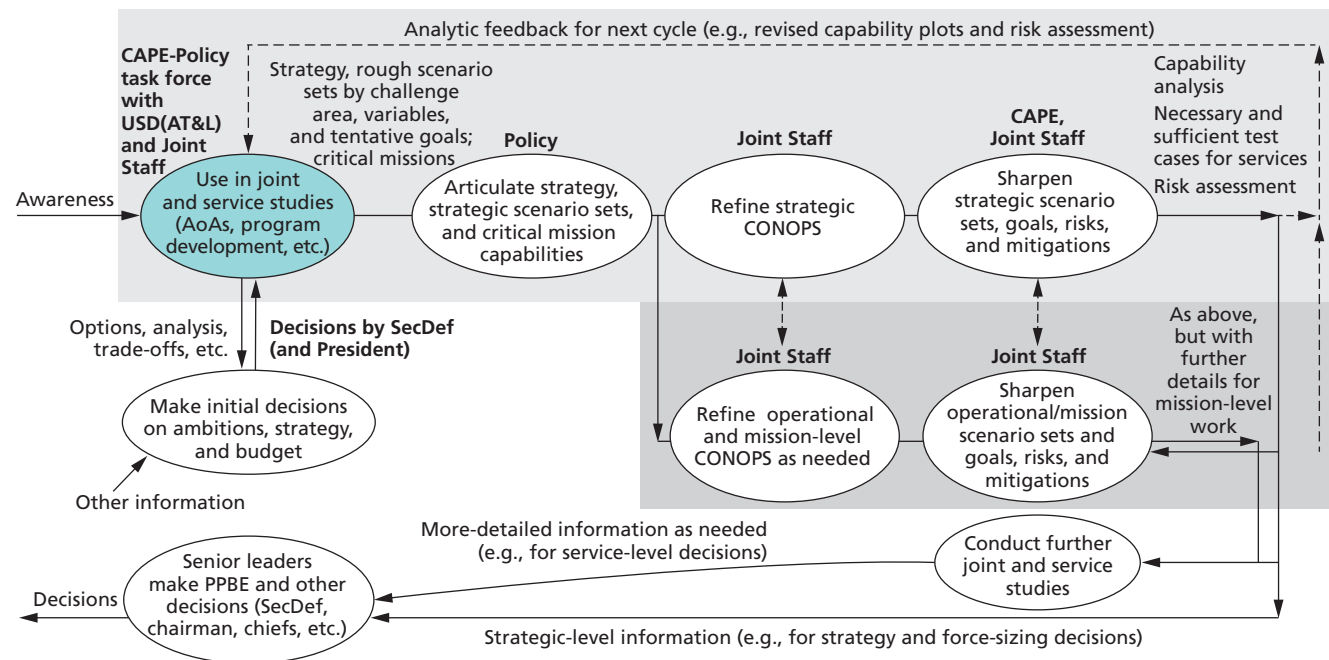 Analytic feedback for next cycle (e.g., revised capability plots and risk assessment)
CAPE-Policy
task force
with
USD(AT&L)
and Joint
Staff
Strategy, rough scenario
sets by challenge
area, variables,
and tentative goals;
critical missions
Policy
Joint Staff
CAPE,
Joint Staff
Capability
analysis
Necessary and
sufficient test
cases for services
Risk assessment
Awareness
Use in joint
and service studies
(AoAs, program
development, etc.)
Articulate strategy,
strategic scenario sets,
and critical mission
capabilities
Refine strategic
CONOPS
Sharpen
strategic scenario
sets, goals, risks,
and mitigations
Options, analysis,
trade-offs, etc.
Decisions by SecDef
(and President)
Joint Staff
Joint Staff
As above,
but with
further
details for
mission-level
work
Make initial decisions
on ambitions, strategy,
and budget
Refine operational
and mission-level
CONOPS as needed
Sharpen
operational/mission
scenario sets and
goals, risks, and
mitigations
Other information
More-detailed information as needed
(e.g., for service-level decisions)
Conduct further
joint and service
studies
Senior leaders
make PPBE and other
decisions (SecDef,
chairman, chiefs, etc.)
Decisions
Strategic-level information (e.g., for strategy and force-sizing decisions)